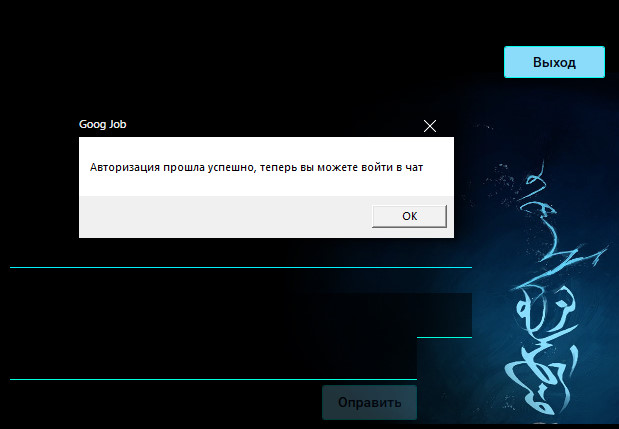 Выход
Goog Job
Авторизация прошла успешно, теперь вы можете войти в чат
OK
Оправить